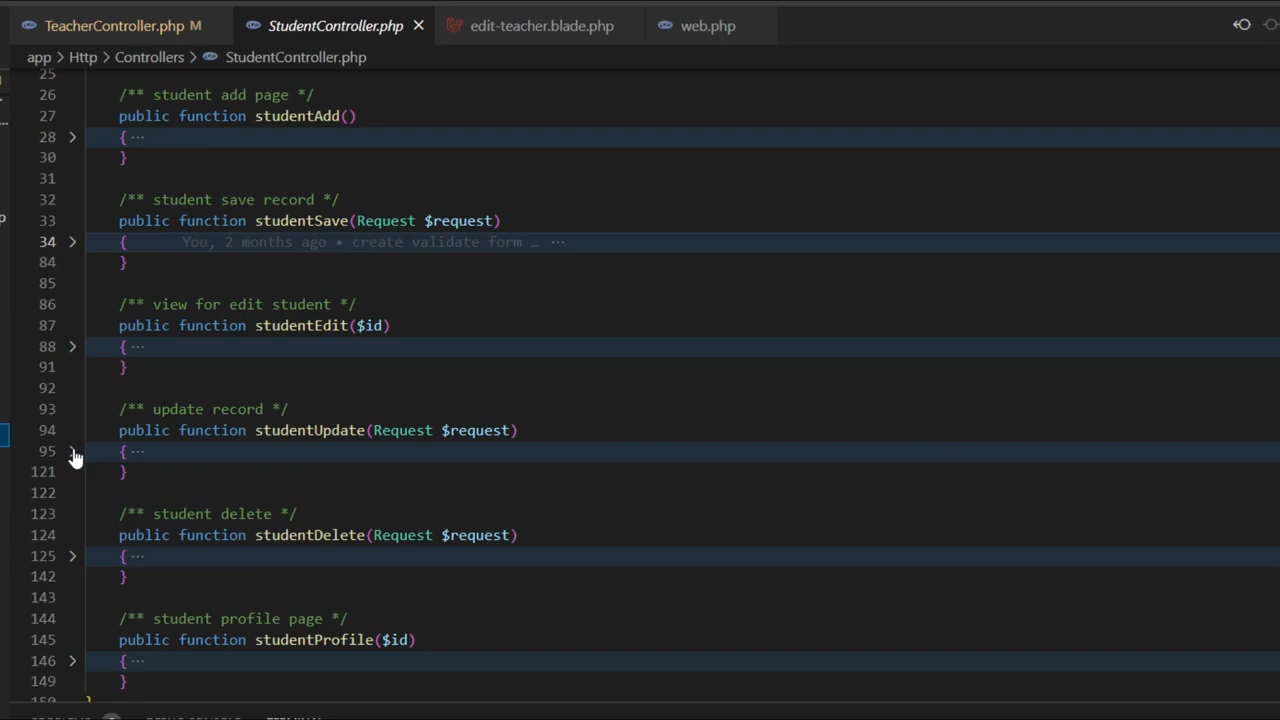 TeacherController.php M StudentController.php edit-teacher.blade.php web.php
app > Http > Controllers > StudentController.php
25
26 /** student add page */
27 public function studentAdd()
28 { ...
30 }
31
32 /** student save record */
33 public function studentSave(Request $request)
34 { You, 2 months ago • create validate form … ...
84 }
85
86 /** view for edit student */
87 public function studentEdit($id)
88 { ...
91 }
92
93 /** update record */
94 public function studentUpdate(Request $request)
95 { ...
121 }
122
123 /** student delete */
124 public function studentDelete(Request $request)
125 { ...
142 }
143
144 /** student profile page */
145 public function studentProfile($id)
146 { ...
149 }
150 }